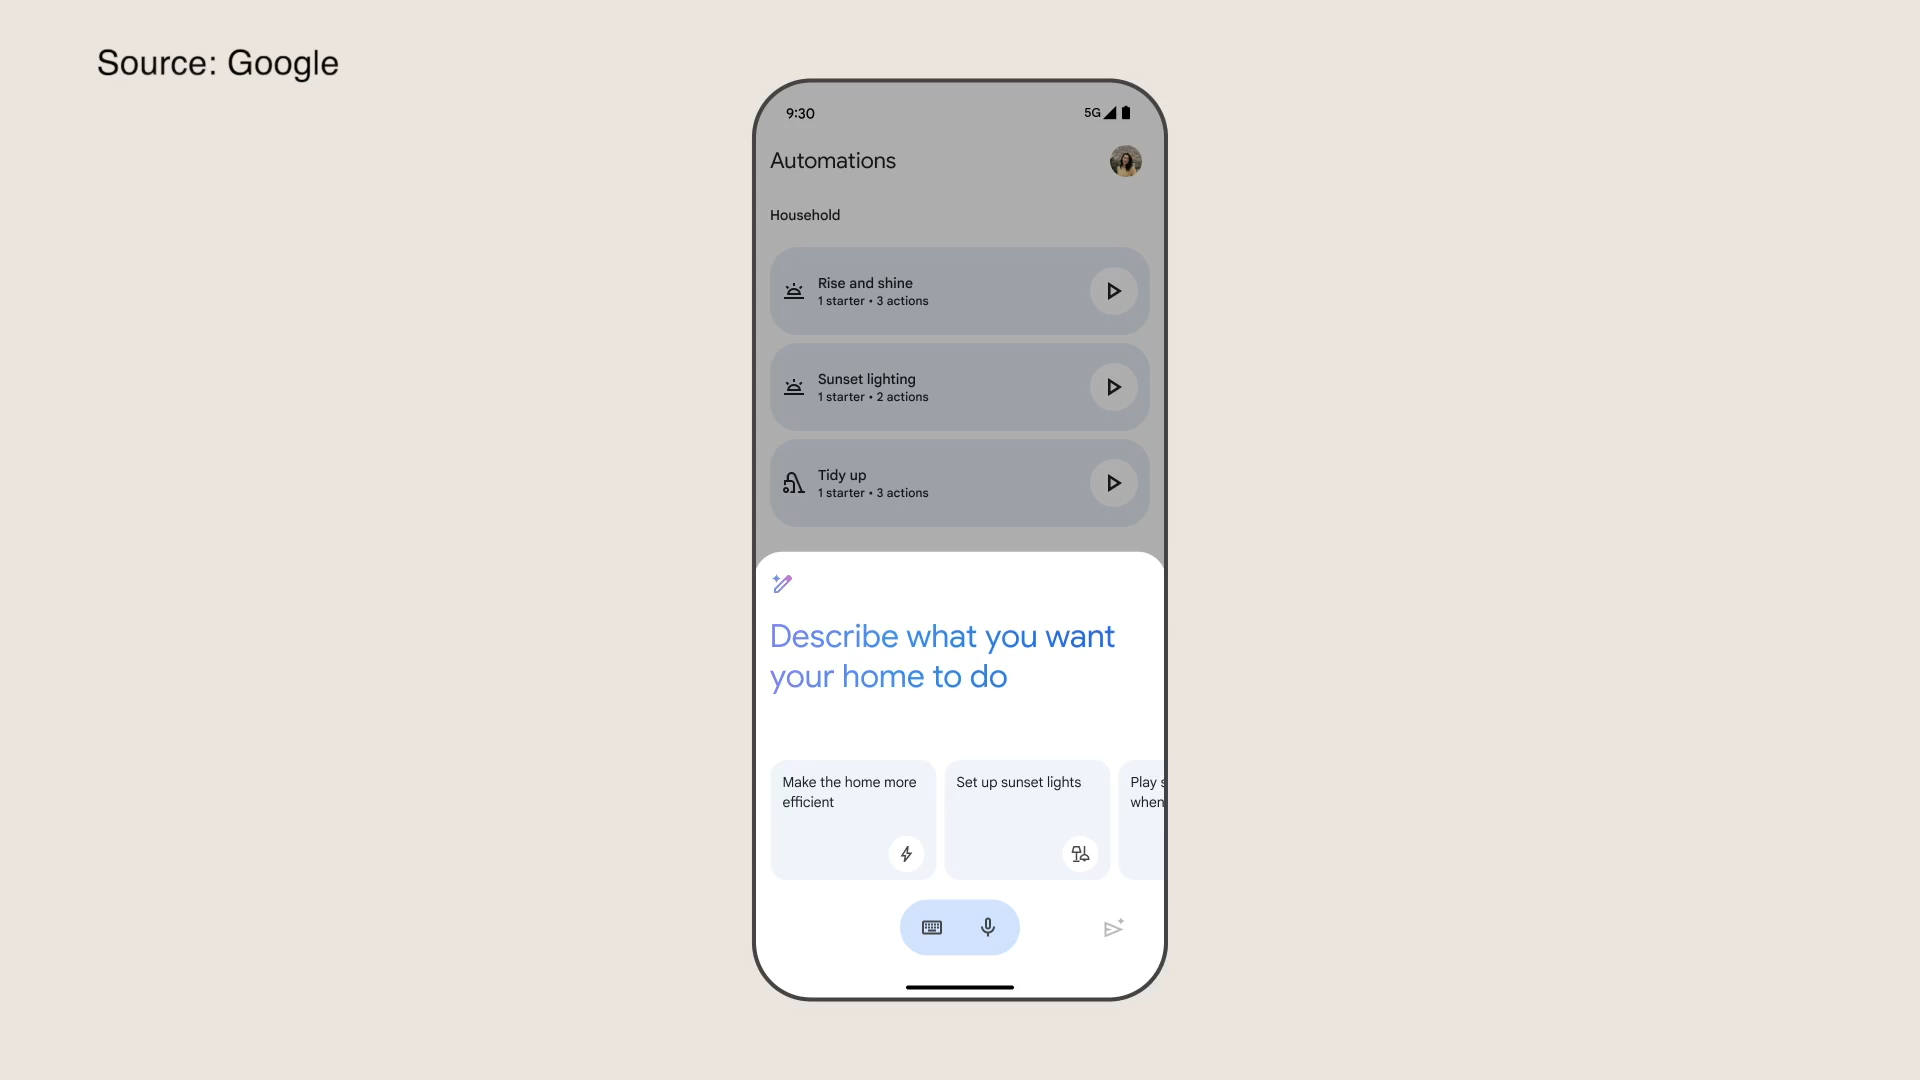 Source: Google
9:30
5G
Automations
Household
Rise and shine
1 starter • 3 actions
Sunset lighting
1 starter • 2 actions
Tidy up
1 starter • 3 actions
Describe what you want
your home to do
Make the home more
efficient
Set up sunset lights
Play
when